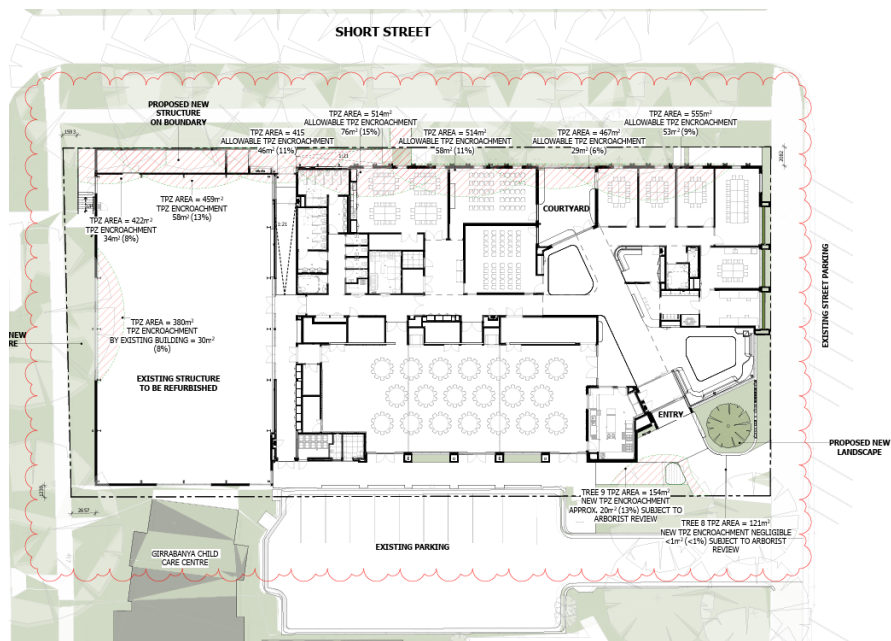 SHORT STREET
PROPOSED NEW
STRUCTURE
ON BOUNDARY
TPZ AREA = 415
ALLOWABLE TPZ ENCROACHMENT
46m² (11%)
TPZ AREA = 514m²
ALLOWABLE TPZ ENCROACHMENT
76m² (15%)
TPZ AREA = 514m²
ALLOWABLE TPZ ENCROACHMENT
58m² (11%)
TPZ AREA = 467m²
ALLOWABLE TPZ ENCROACHMENT
29m² (6%)
TPZ AREA = 555m²
ALLOWABLE TPZ ENCROACHMENT
53m² (9%)
1:21
1:21
TPZ AREA = 422m²
TPZ ENCROACHMENT
34m² (8%)
TPZ AREA = 459m²
TPZ ENCROACHMENT
58m² (13%)
COURTYARD
TPZ AREA = 380m²
TPZ ENCROACHMENT
BY EXISTING BUILDING = 30m²
(8%)
EXISTING STRUCTURE
TO BE REFURBISHED
NEW
EXISTING STREET PARKING
ENTRY
PROPOSED NEW
LANDSCAPE
2657
TREE 9 TPZ AREA = 154m²
NEW TPZ ENCROACHMENT
APPROX. 20m² (13%) SUBJECT TO
ARBORIST REVIEW
TREE 8 TPZ AREA = 121m²
NEW TPZ ENCROACHMENT NEGLIGIBLE
<1m² (<1%) SUBJECT TO ARBORIST
REVIEW
EXISTING PARKING
GIRRABANYA CHILD
CARE CENTRE